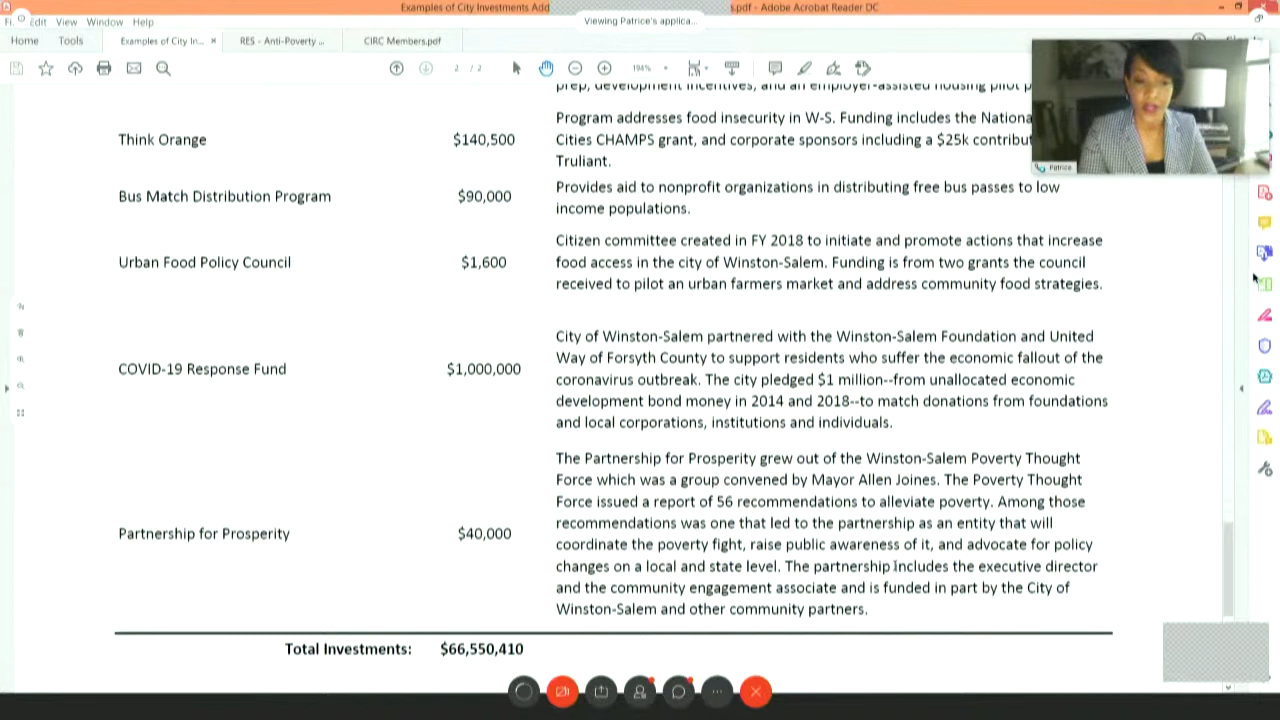 Examples of City Investments Add
s.pdf - Adobe Acrobat Reader DC
Edit View Window Help
Viewing Patrice's applica...
Home Tools Examples of City In... × RES - Anti-Poverty ... CIRC Members.pdf
2 / 2 194%
prep, development incentives, and an employer-assisted housing pilot p
Think Orange $140,500 Program addresses food insecurity in W-S. Funding includes the Nationa
Cities CHAMPS grant, and corporate sponsors including a $25k contribut
Truliant.
Patrice
Bus Match Distribution Program $90,000 Provides aid to nonprofit organizations in distributing free bus passes to low
income populations.
Urban Food Policy Council $1,600 Citizen committee created in FY 2018 to initiate and promote actions that increase
food access in the city of Winston-Salem. Funding is from two grants the council
received to pilot an urban farmers market and address community food strategies.
COVID-19 Response Fund $1,000,000 City of Winston-Salem partnered with the Winston-Salem Foundation and United
Way of Forsyth County to support residents who suffer the economic fallout of the
coronavirus outbreak. The city pledged $1 million--from unallocated economic
development bond money in 2014 and 2018--to match donations from foundations
and local corporations, institutions and individuals.
Partnership for Prosperity $40,000 The Partnership for Prosperity grew out of the Winston-Salem Poverty Thought
Force which was a group convened by Mayor Allen Joines. The Poverty Thought
Force issued a report of 56 recommendations to alleviate poverty. Among those
recommendations was one that led to the partnership as an entity that will
coordinate the poverty fight, raise public awareness of it, and advocate for policy
changes on a local and state level. The partnership includes the executive director
and the community engagement associate and is funded in part by the City of
Winston-Salem and other community partners.
Total Investments: $66,550,410